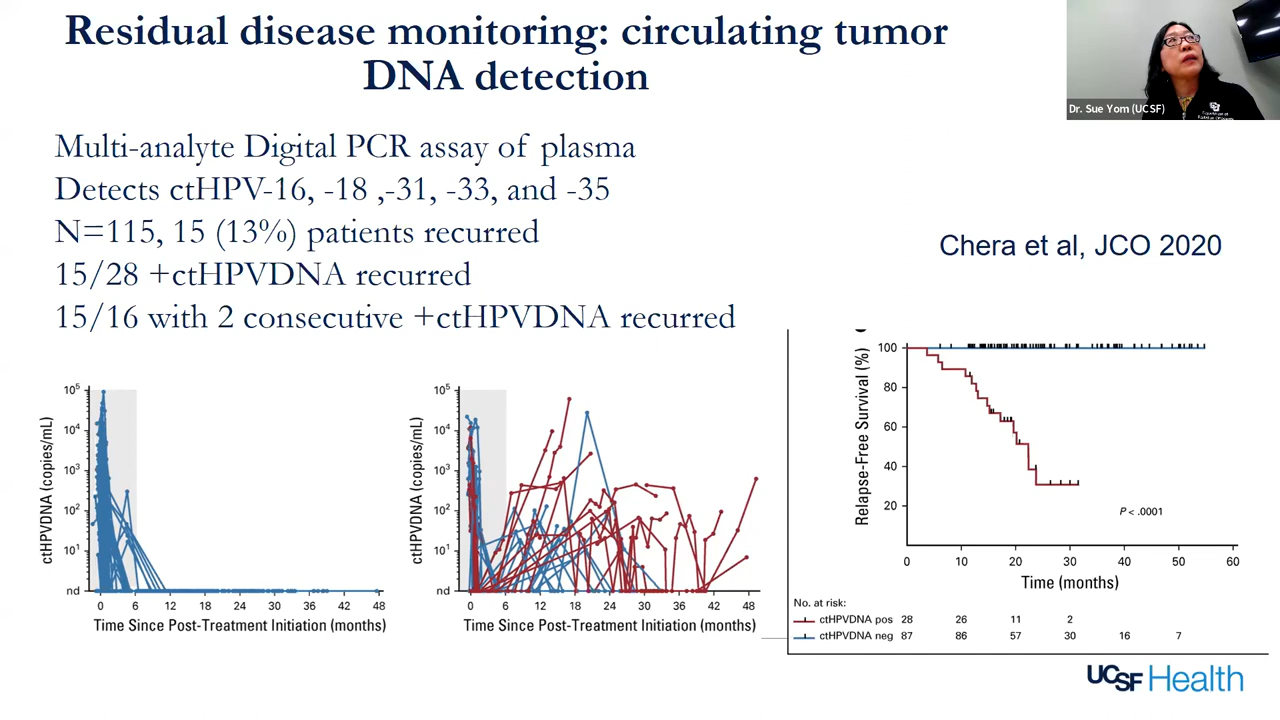 Residual disease monitoring: circulating tumor
DNA detection
Dr. Sue Yom (UCSF)
Multi-analyte Digital PCR assay of plasma
Detects ctHPV-16, -18 ,-31, -33, and -35
N=115, 15 (13%) patients recurred
15/28 +ctHPVDNA recurred
15/16 with 2 consecutive +ctHPVDNA recurred
Chera et al, JCO 2020
ctHPVDNA (copies/mL)
10⁵
10⁴
10³
10²
10¹
nd
0 6 12 18 24 30 36 42 48
Time Since Post-Treatment Initiation (months)
ctHPVDNA (copies/mL)
10⁵
10⁴
10³
10²
10¹
nd
0 6 12 18 24 30 36 42 48
Time Since Post-Treatment Initiation (months)
Relapse-Free Survival (%)
100
80
60
40
20
P < .0001
0 10 20 30 40 50 60
Time (months)
No. at risk:
ctHPVDNA pos 28 26 11 2
ctHPVDNA neg 87 86 57 30 16 7
UCSF Health